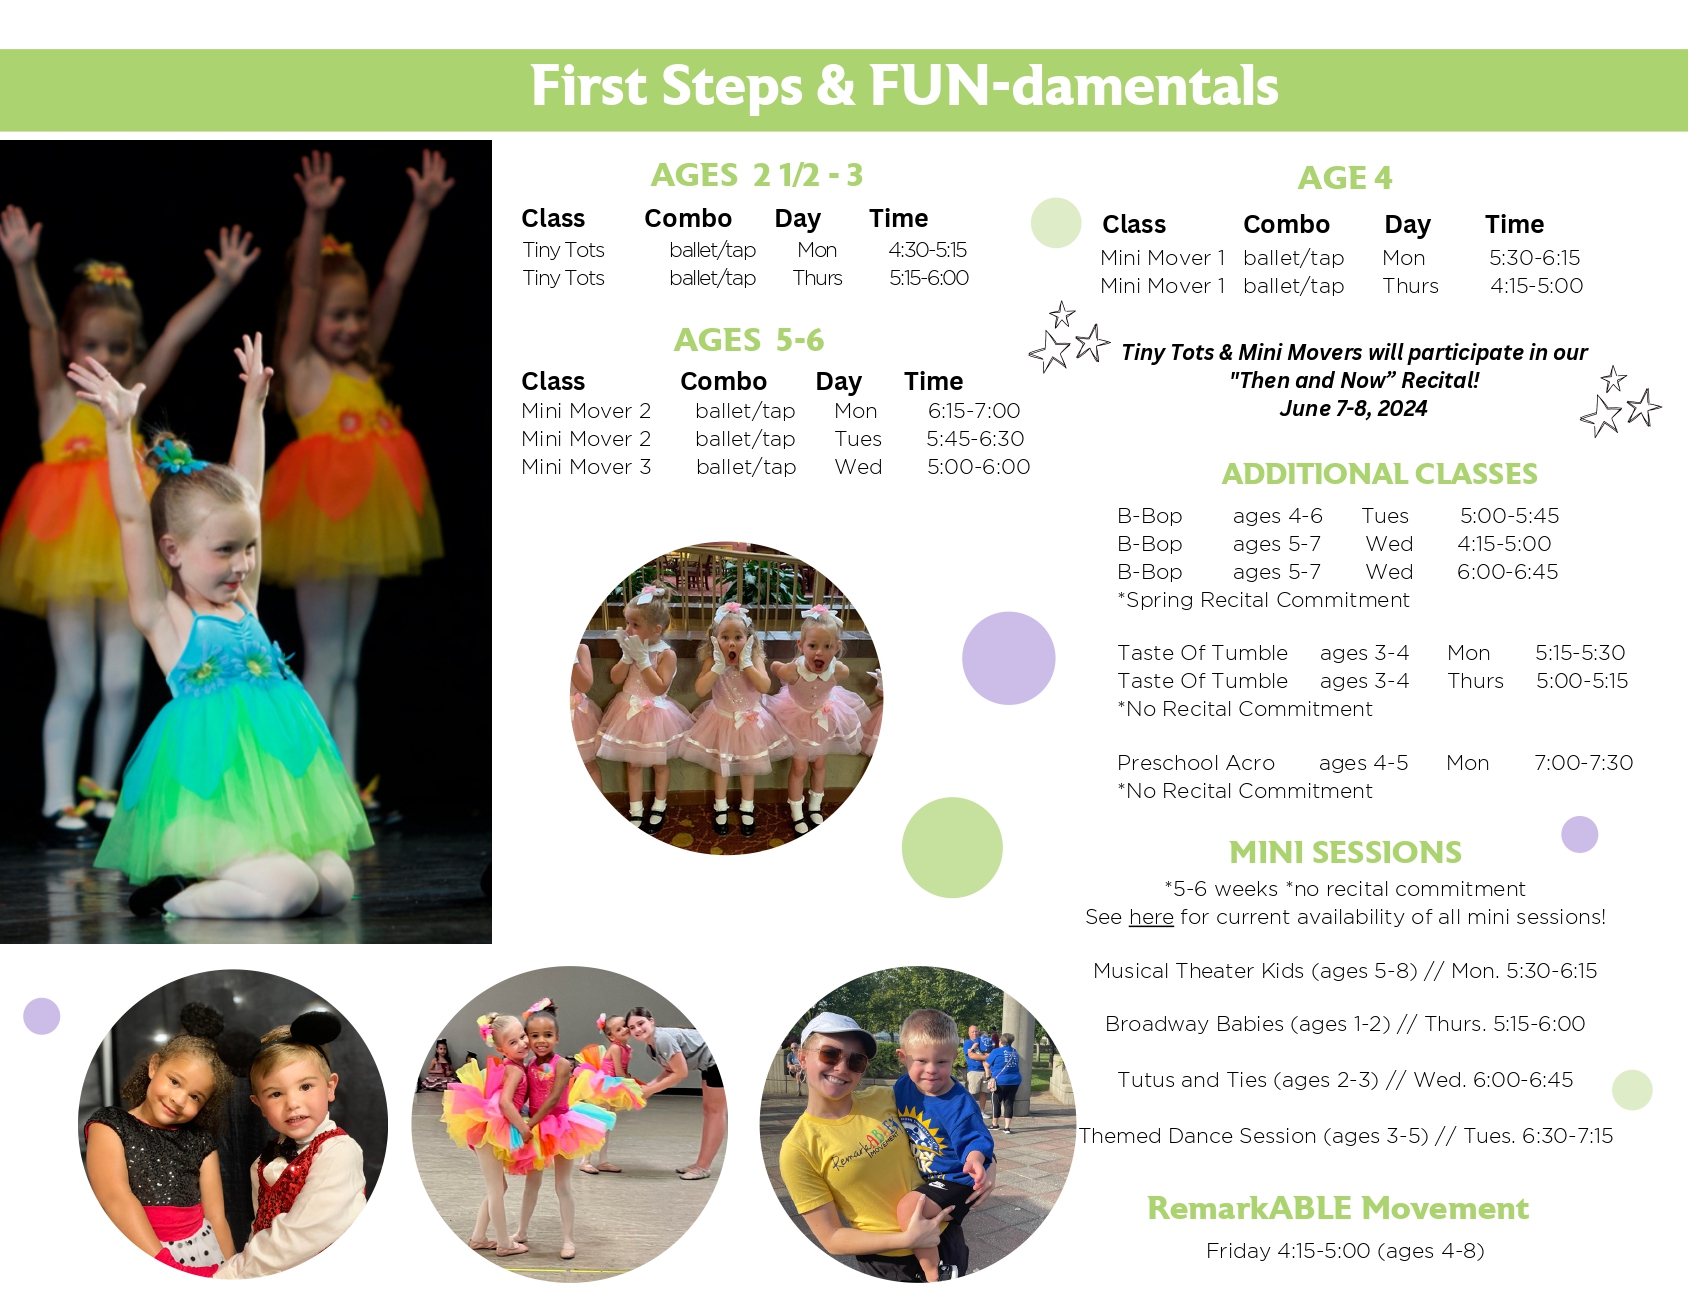 First Steps & FUN-damentals
AGES 2 1/2 - 3
Class Combo Day Time
Tiny Tots ballet/tap Mon 4:30-5:15
Tiny Tots ballet/tap Thurs 5:15-6:00
AGES 5-6
Class Combo Day Time
Mini Mover 2 ballet/tap Mon 6:15-7:00
Mini Mover 2 ballet/tap Tues 5:45-6:30
Mini Mover 3 ballet/tap Wed 5:00-6:00
AGE 4
Class Combo Day Time
Mini Mover 1 ballet/tap Mon 5:30-6:15
Mini Mover 1 ballet/tap Thurs 4:15-5:00
Tiny Tots & Mini Movers will participate in our
"Then and Now” Recital!
June 7-8, 2024
ADDITIONAL CLASSES
B-Bop ages 4-6 Tues 5:00-5:45
B-Bop ages 5-7 Wed 4:15-5:00
B-Bop ages 5-7 Wed 6:00-6:45
*Spring Recital Commitment
Taste Of Tumble ages 3-4 Mon 5:15-5:30
Taste Of Tumble ages 3-4 Thurs 5:00-5:15
*No Recital Commitment
Preschool Acro ages 4-5 Mon 7:00-7:30
*No Recital Commitment
MINI SESSIONS
*5-6 weeks *no recital commitment
See here for current availability of all mini sessions!
Musical Theater Kids (ages 5-8) // Mon. 5:30-6:15
Broadway Babies (ages 1-2) // Thurs. 5:15-6:00
Tutus and Ties (ages 2-3) // Wed. 6:00-6:45
Themed Dance Session (ages 3-5) // Tues. 6:30-7:15
RemarkABLE Movement
Friday 4:15-5:00 (ages 4-8)
RemarkABLE
MOVEMENT